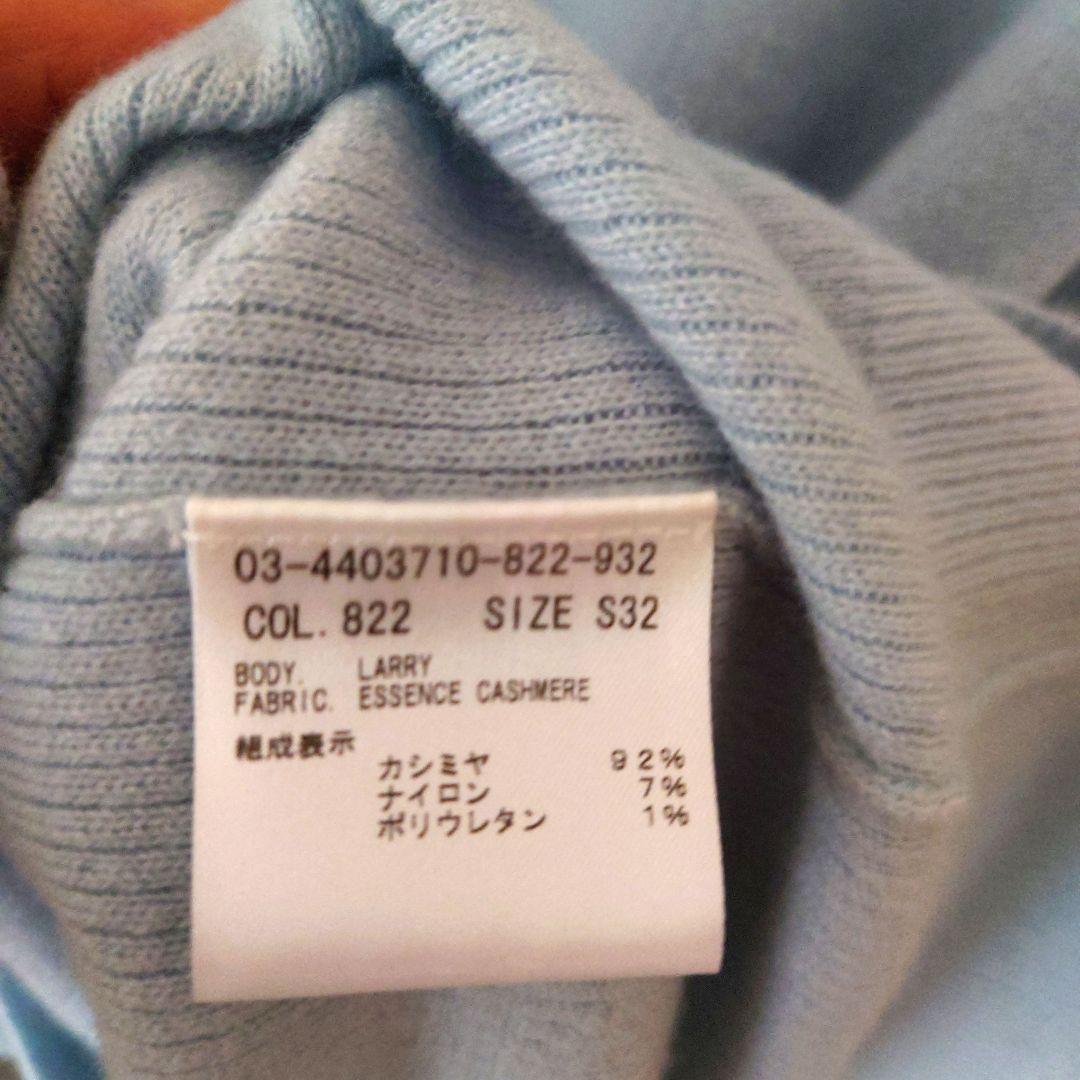 03-4403710-822-932
COL. 822 SIZE S32
BODY. LARRY
FABRIC. ESSENCE CASHMERE
組成表示
カシミヤ 92%
ナイロン 7%
ポリウレタン 1%